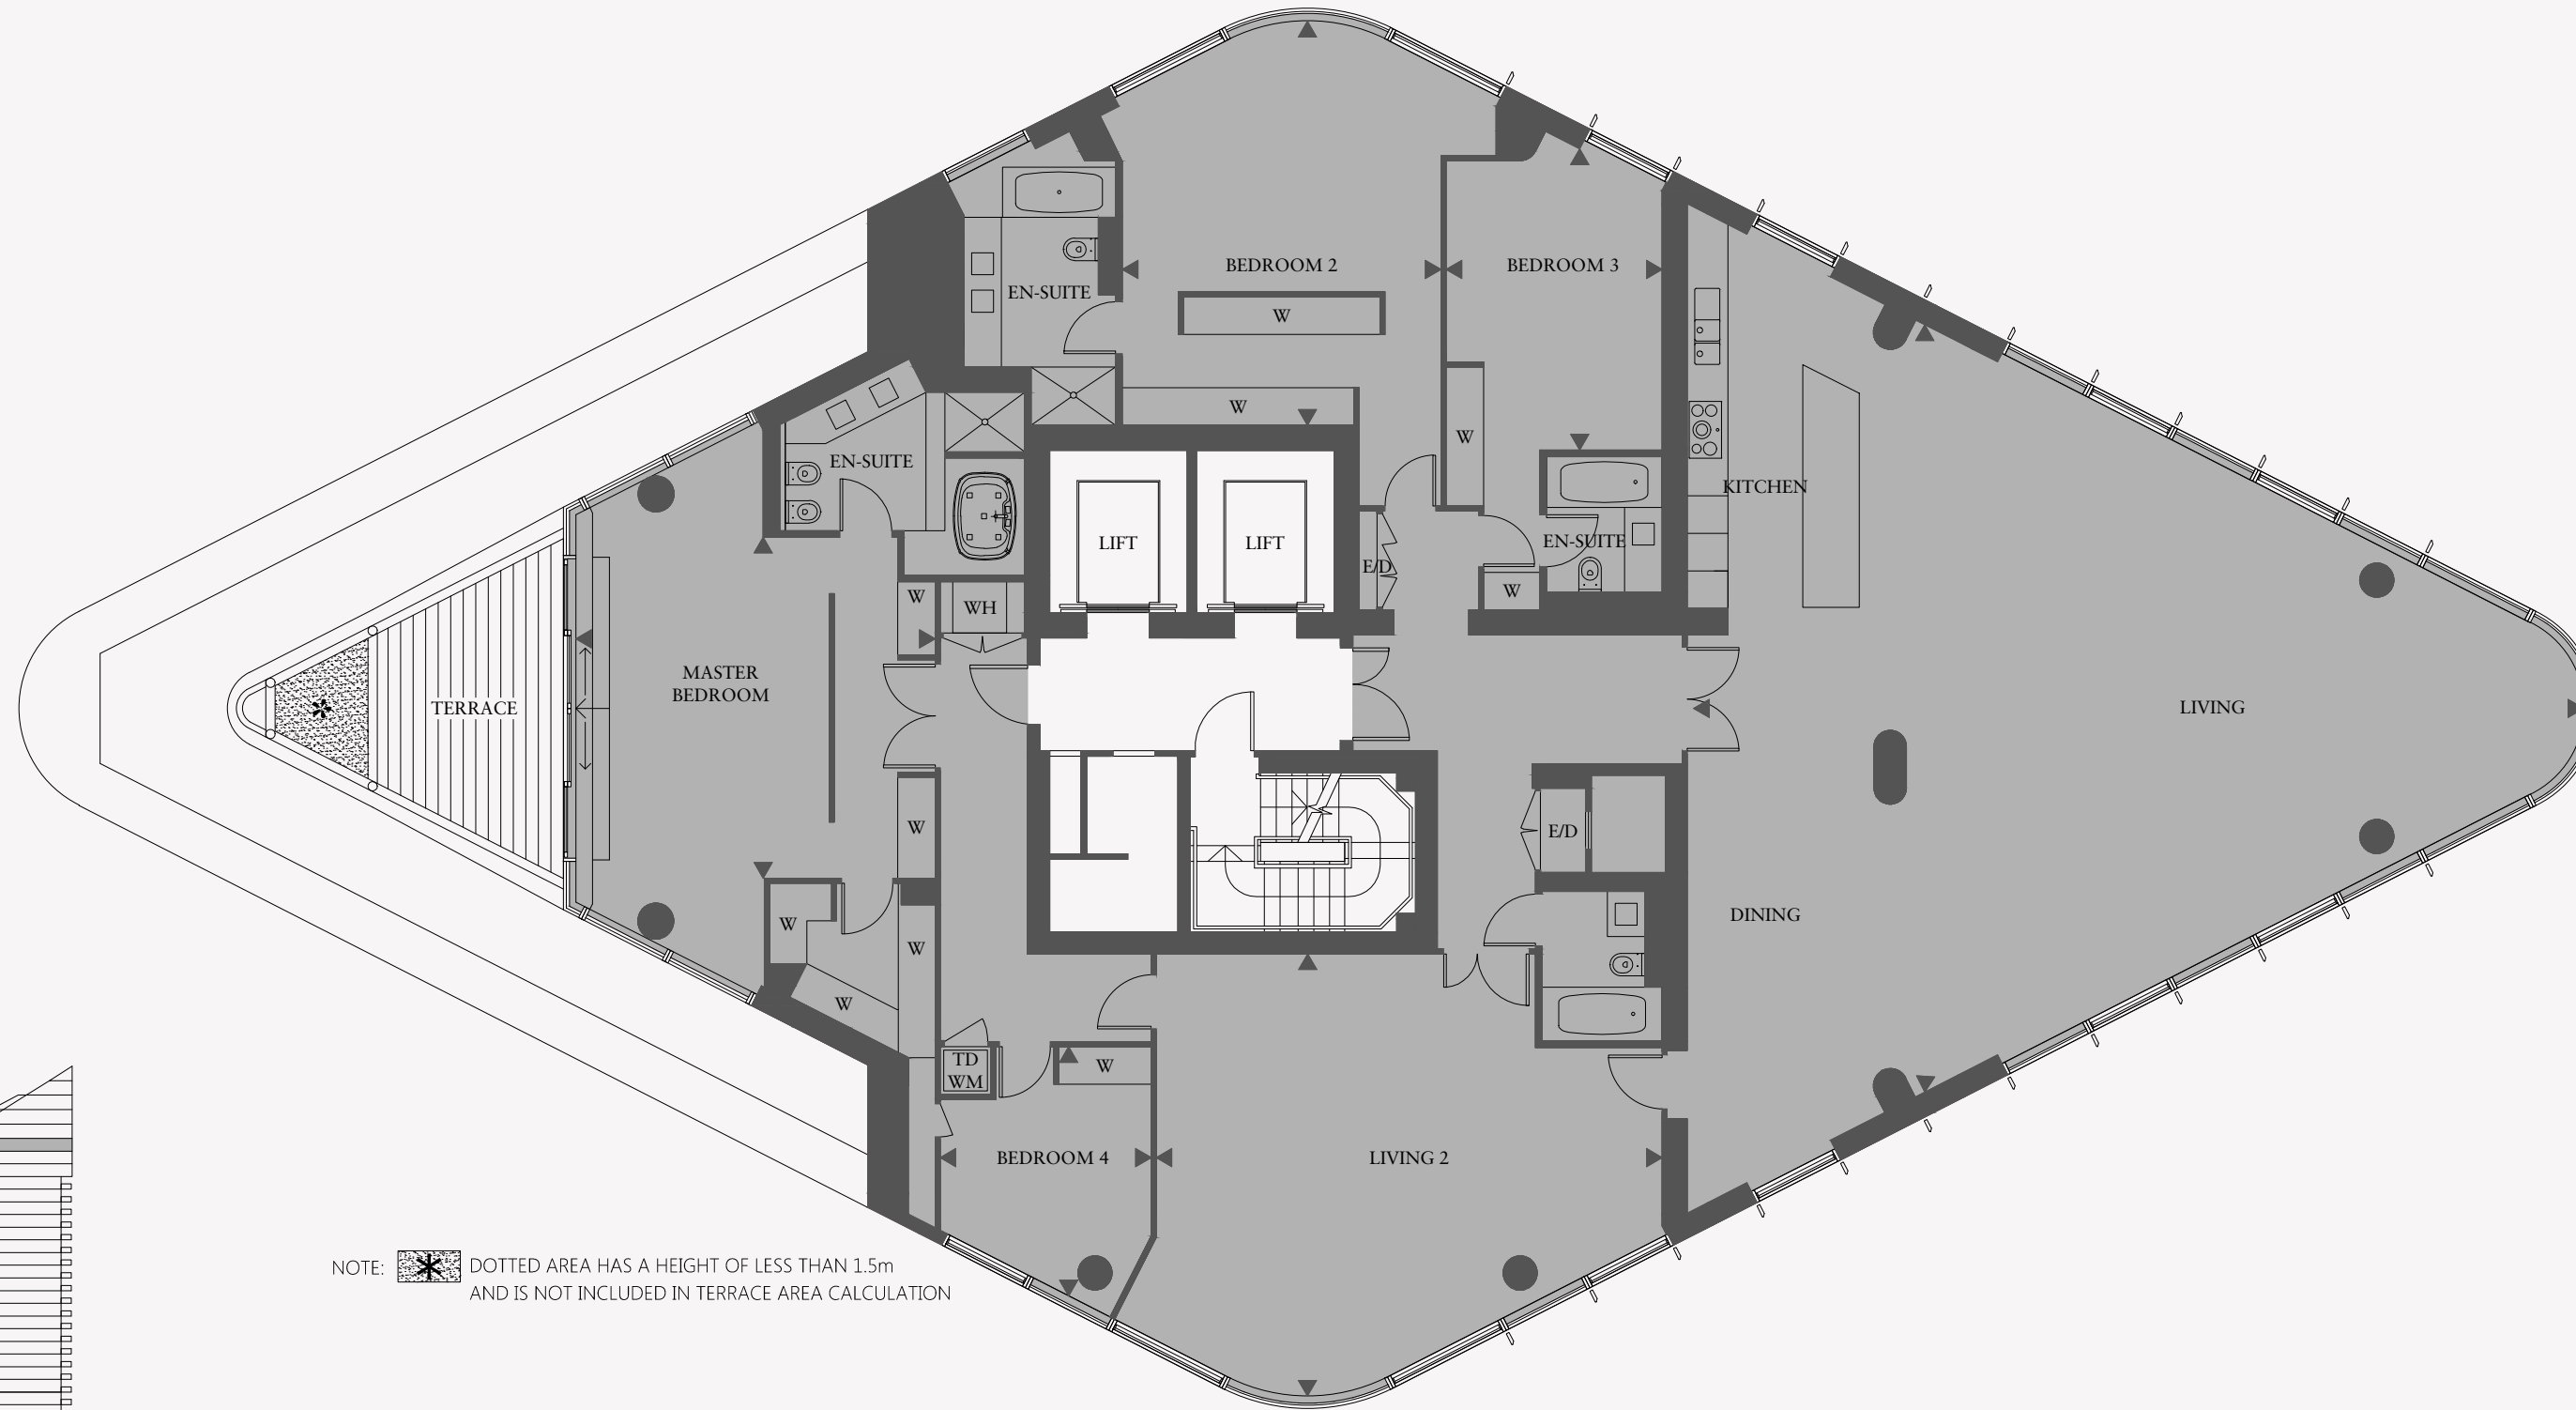 BEDROOM 2
BEDROOM 3
EN-SUITE
W
W
W
EN-SUITE
KITCHEN
LIFT
LIFT
EN-SUITE
E/D
W
W
WH
MASTER
BEDROOM
TERRACE
LIVING
W
E/D
W
W
DINING
W
TD
WM
W
BEDROOM 4
LIVING 2
NOTE: DOTTED AREA HAS A HEIGHT OF LESS THAN 1.5m
AND IS NOT INCLUDED IN TERRACE AREA CALCULATION